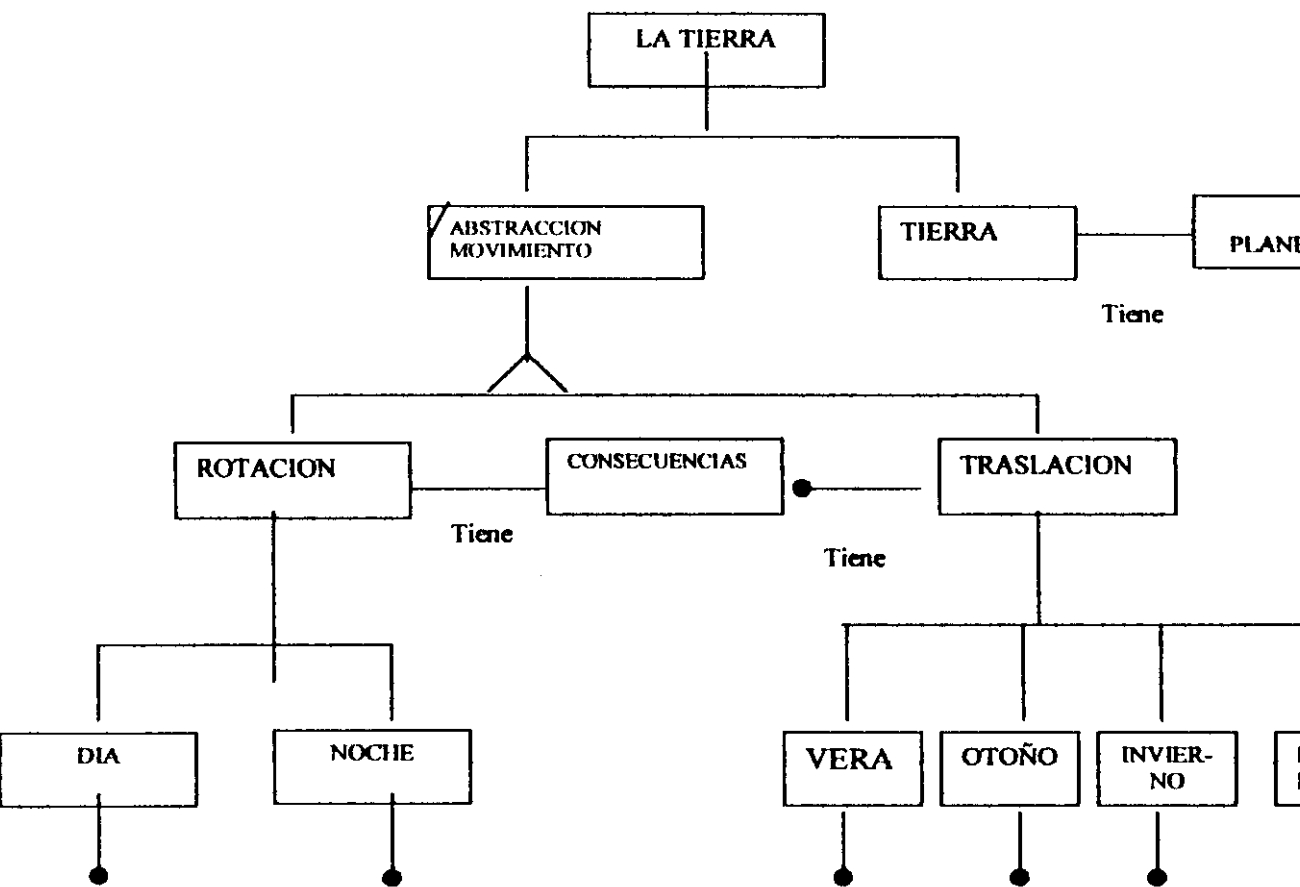 LA TIERRA
ABSTRACCION
MOVIMIENTO
TIERRA
Tiene
ROTACION
Tiene
CONSECUENCIAS
Tiene
TRASLACION
DIA
NOCHE
VERA
OTOÑO
INVIER-
NO